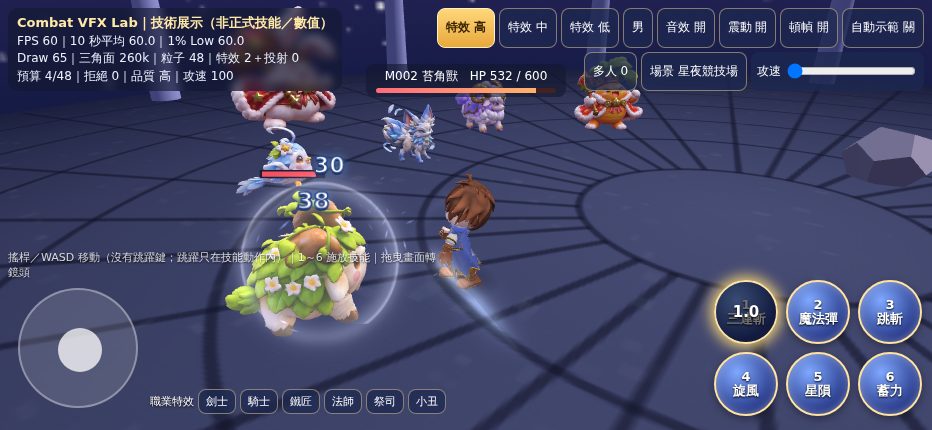 Combat VFX Lab｜技術展示（非正式技能／數值）
FPS 60｜10 秒平均 60.0｜1% Low 60.0
Draw 65｜三角面 260k｜粒子 48｜特效 2＋投射 0
預算 4/48｜拒絕 0｜品質 高｜攻速 100
特效 高
特效 中
特效 低
男
音效 開
震動 開
頓幀 開
自動示範 關
多人 0
場景 星夜競技場
攻速
M002 苔角獸 HP 532 / 600
30
38
搖桿／WASD 移動（沒有跳躍鍵；跳躍只在技能動作內）｜1～6 施放技能｜拖曳畫面轉
鏡頭
1
三連斬
1.0
2
魔法彈
3
跳斬
4
旋風
5
星隕
6
蓄力
職業特效
劍士
騎士
鐵匠
法師
祭司
小丑